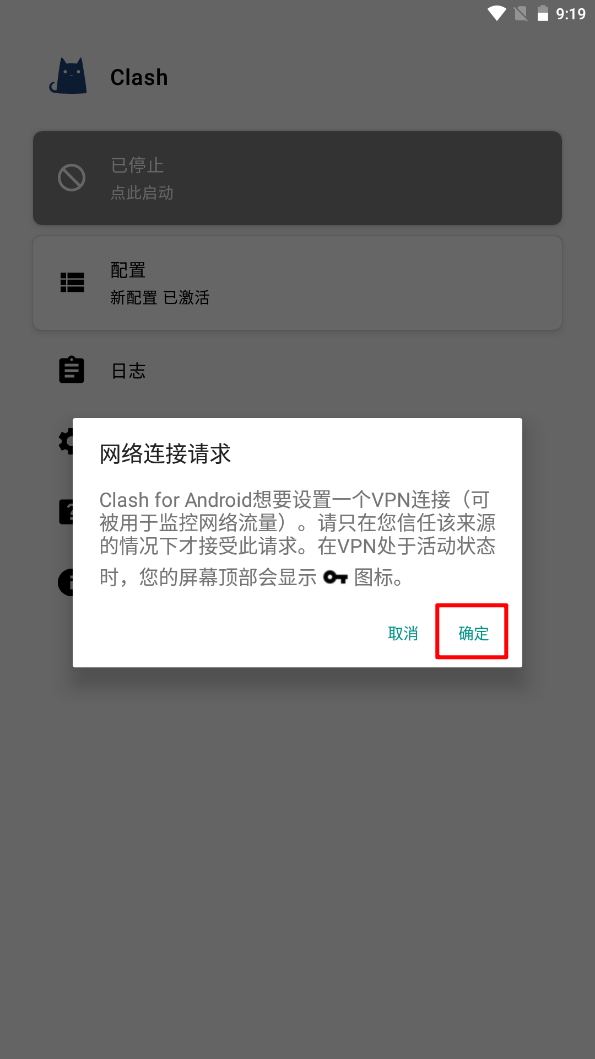 9:19
Clash
已停止
点此启动
配置
新配置 已激活
日志
网络连接请求
Clash for Android想要设置一个VPN连接（可
被用于监控网络流量）。请只在您信任该来源
的情况下才接受此请求。在VPN处于活动状态
时，您的屏幕顶部会显示 图标。
取消 确定